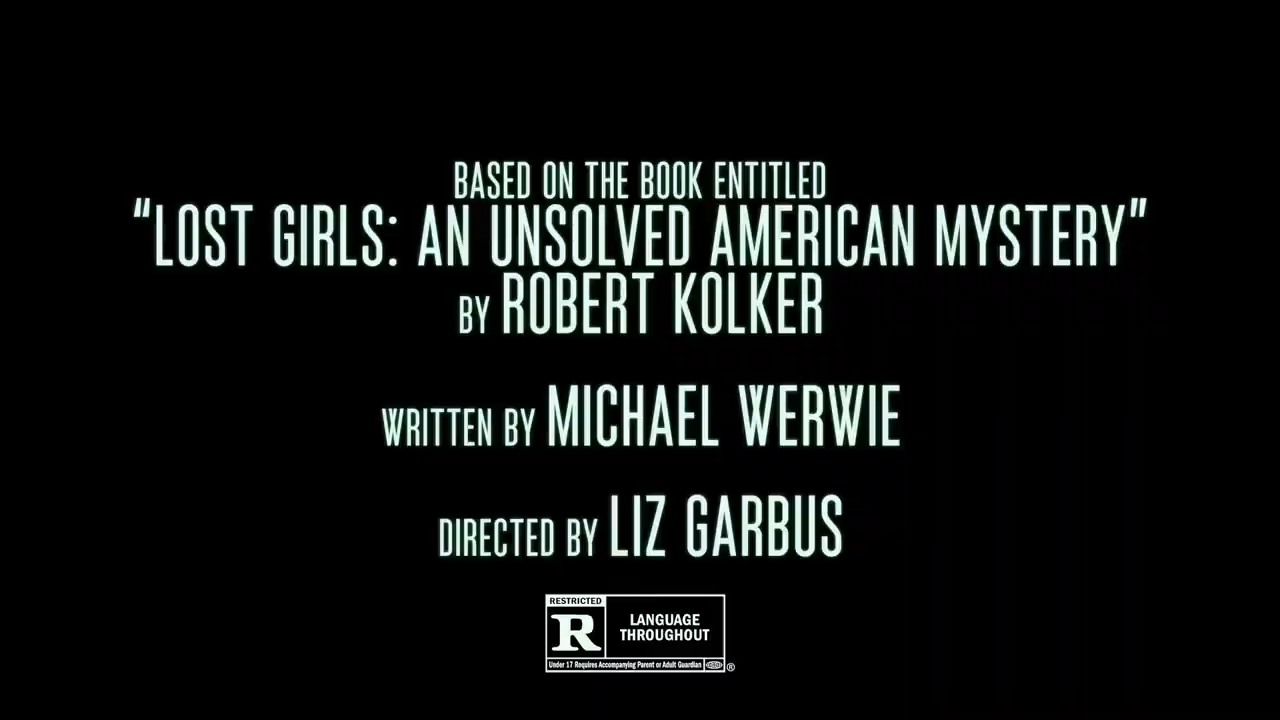 BASED ON THE BOOK ENTITLED
"LOST GIRLS: AN UNSOLVED AMERICAN MYSTERY"
BY ROBERT KOLKER
WRITTEN BY MICHAEL WERWIE
DIRECTED BY LIZ GARBUS
RESTRICTED
R
LANGUAGE
THROUGHOUT
Under 17 Requires Accompanying Parent or Adult Guardian
®